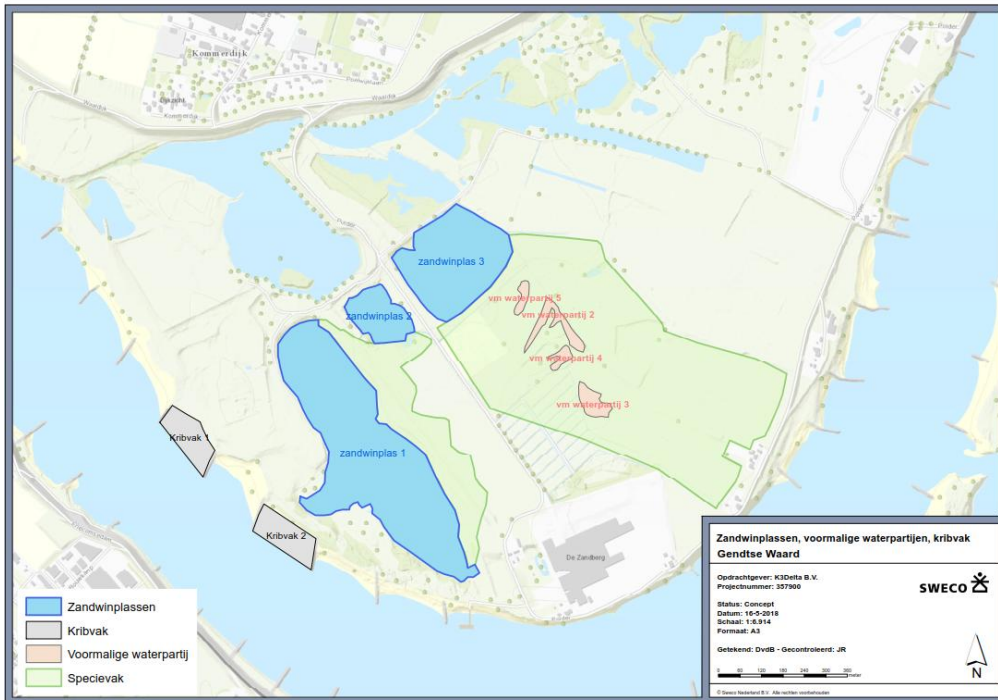 Kommerdijk
Polder
zandwinplas 3
vm waterpartij 5
zandwinplas 2
vm waterpartij 2
vm waterpartij 4
vm waterpartij 3
Kribvak 1
zandwinplas 1
Kribvak 2
De Zandberg
Zandwinplassen
Kribvak
Voormalige waterpartij
Specievak
Zandwinplassen, voormalige waterpartijen, kribvak
Gendtse Waard
Opdrachtgever: K3Delta B.V.
Projectnummer: 357900
SWECO
Status: Concept
Datum: 16-5-2018
Schaal: 1:6.914
Formaat: A3
Getekend: DvdB - Gecontroleerd: JR
0 60 120 180 240 300 360
meter
N
© Sweco Nederland B.V. Alle rechten voorbehouden